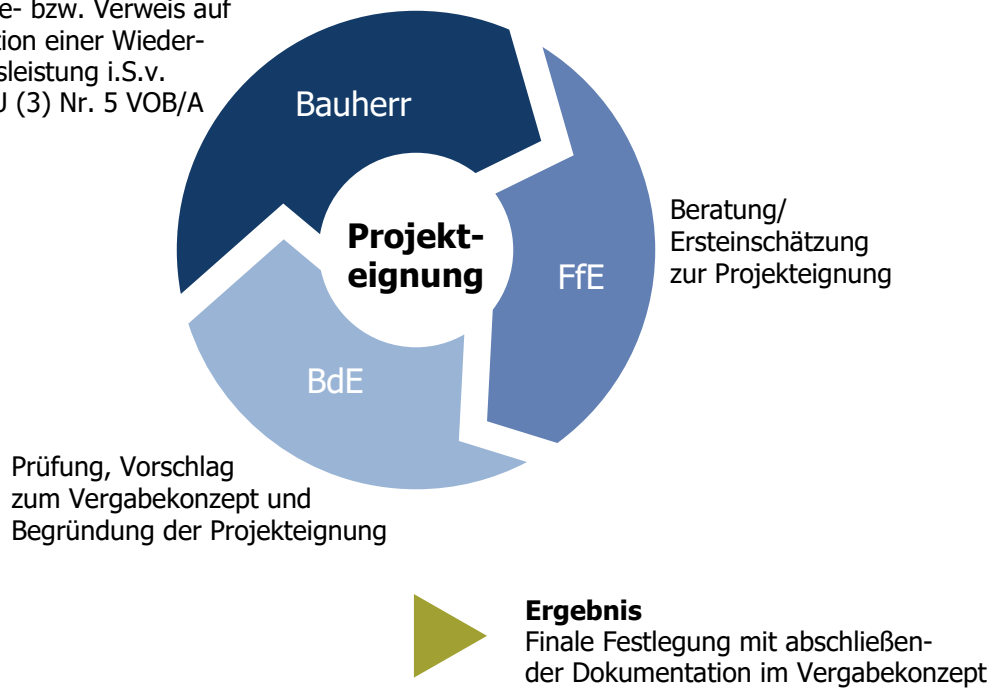 e- bzw. Verweis auf
tion einer Wieder-
sleistung i.S.v.
(3) Nr. 5 VOB/A
Bauherr
Projekt-
eignung
FfE
Beratung/
Ersteinschätzung
zur Projekteignung
BdE
Prüfung, Vorschlag
zum Vergabekonzept und
Begründung der Projekteignung
Ergebnis
Finale Festlegung mit abschließen-
der Dokumentation im Vergabekonzept